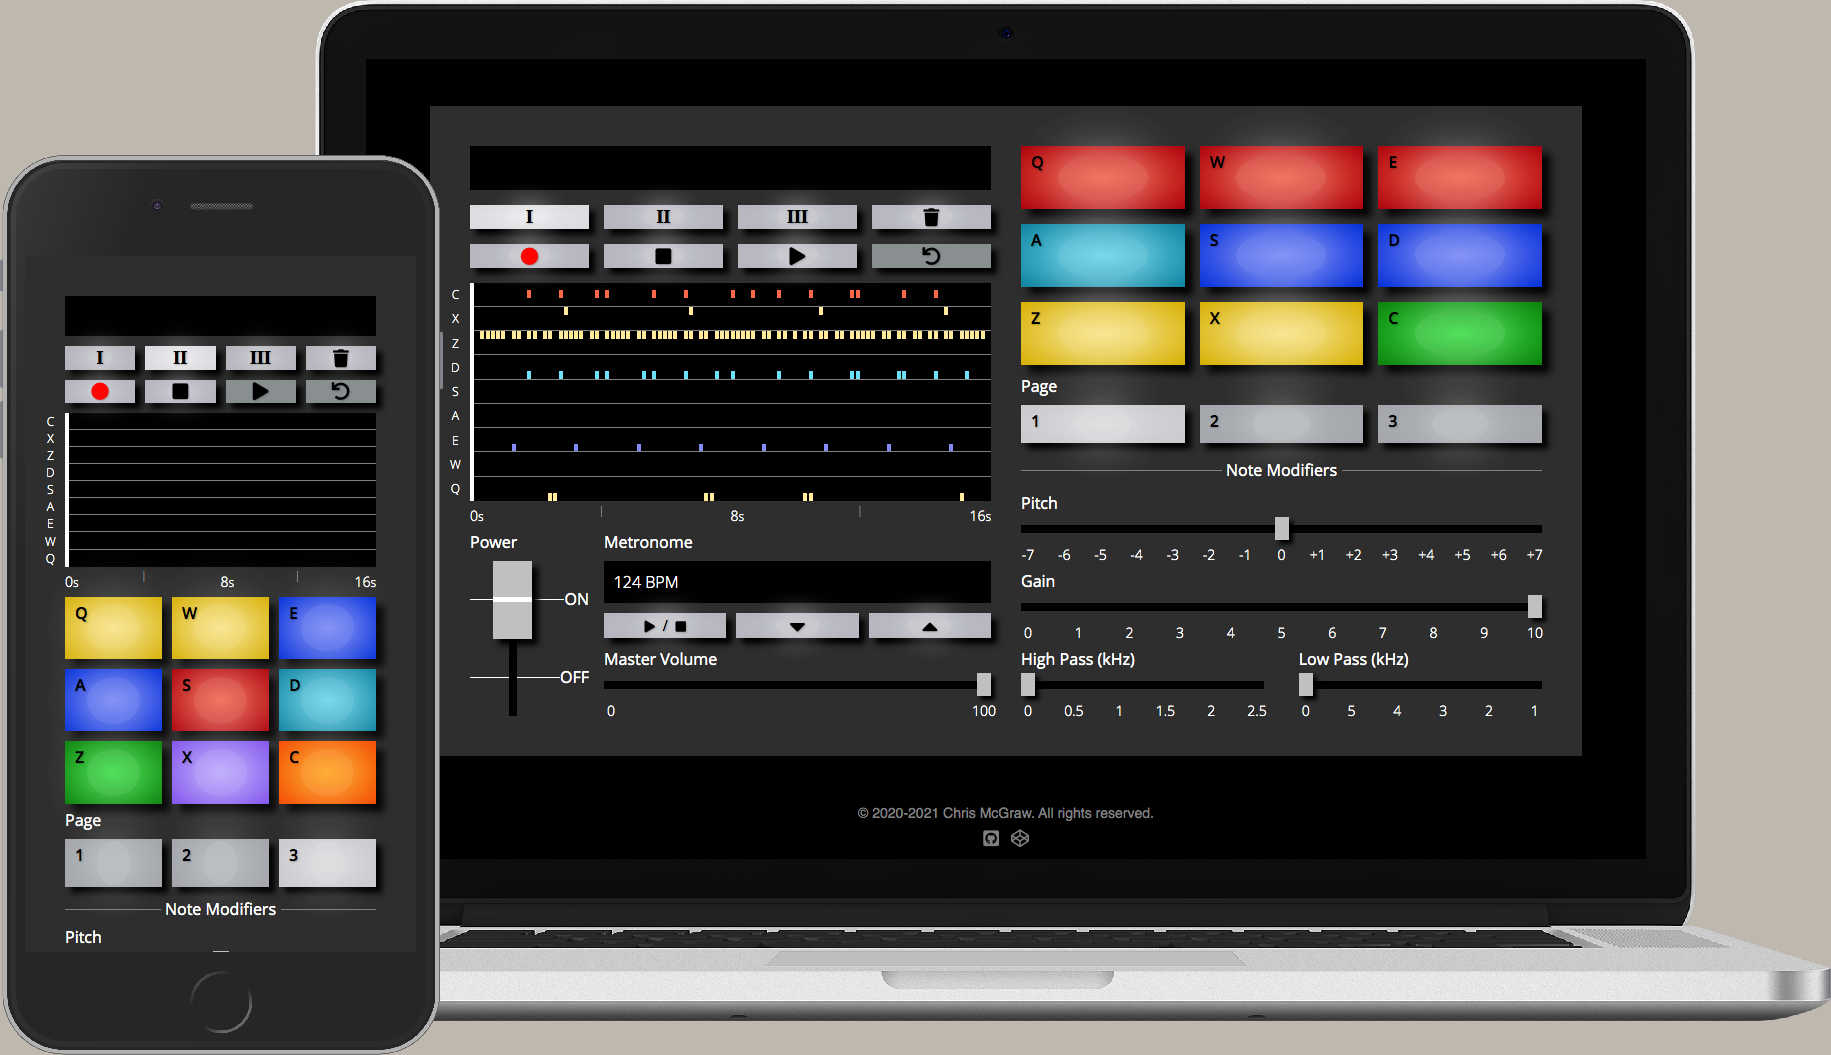 I II III
C
X
Z
D
S
A
E
W
Q
0s 8s 16s
Q W E
A S D
Z X C
Page
1 2 3
Note Modifiers
Pitch
I II III
C
X
Z
D
S
A
E
W
Q
0s 8s 16s
Power
ON
OFF
Metronome
124 BPM
/
Master Volume
0 100
Q W E
A S D
Z X C
Page
1 2 3
Note Modifiers
Pitch
-7 -6 -5 -4 -3 -2 -1 0 +1 +2 +3 +4 +5 +6 +7
Gain
0 1 2 3 4 5 6 7 8 9 10
High Pass (kHz) Low Pass (kHz)
0 0.5 1 1.5 2 2.5 0 5 4 3 2 1
© 2020-2021 Chris McGraw. All rights reserved.